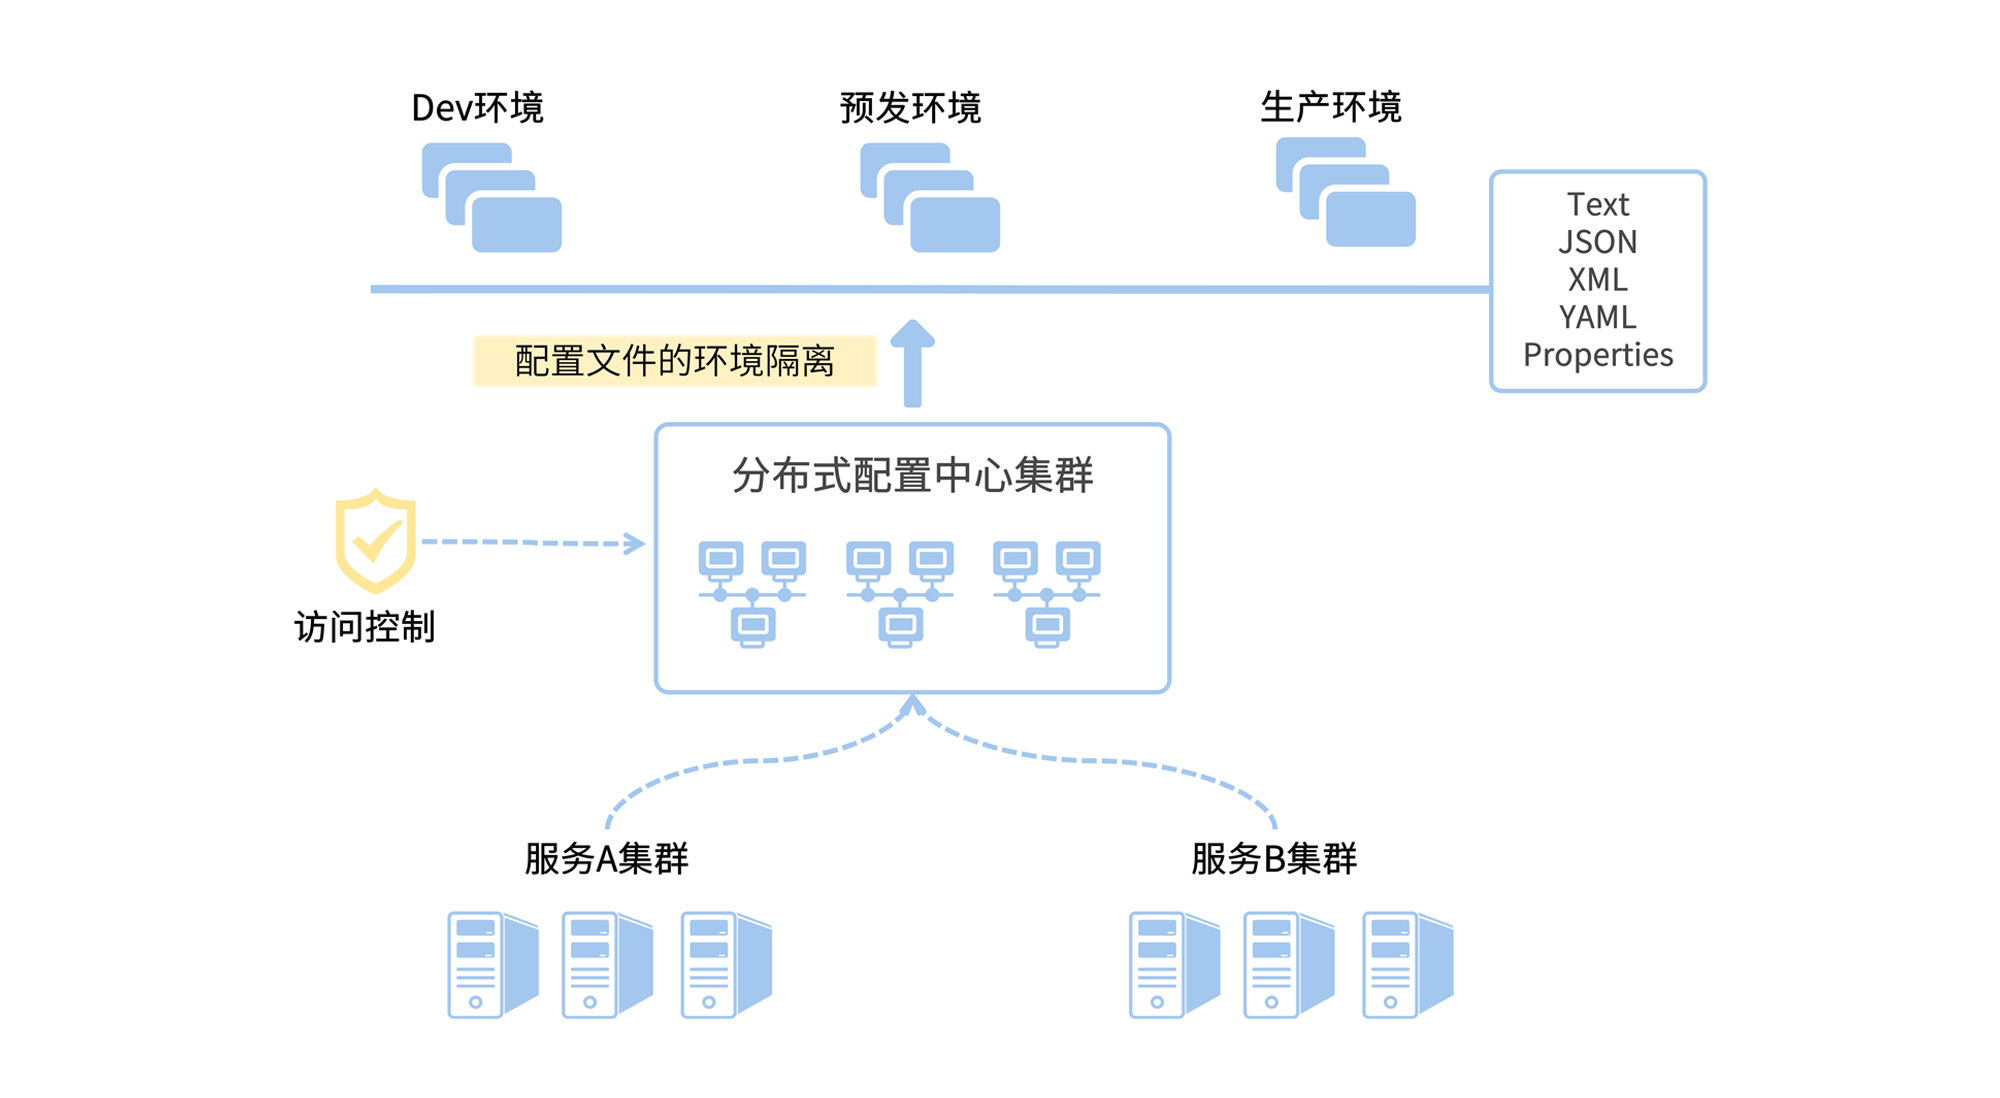 Dev环境
预发环境
生产环境
Text
JSON
XML
YAML
Properties
配置文件的环境隔离
分布式配置中心集群
访问控制
服务A集群
服务B集群